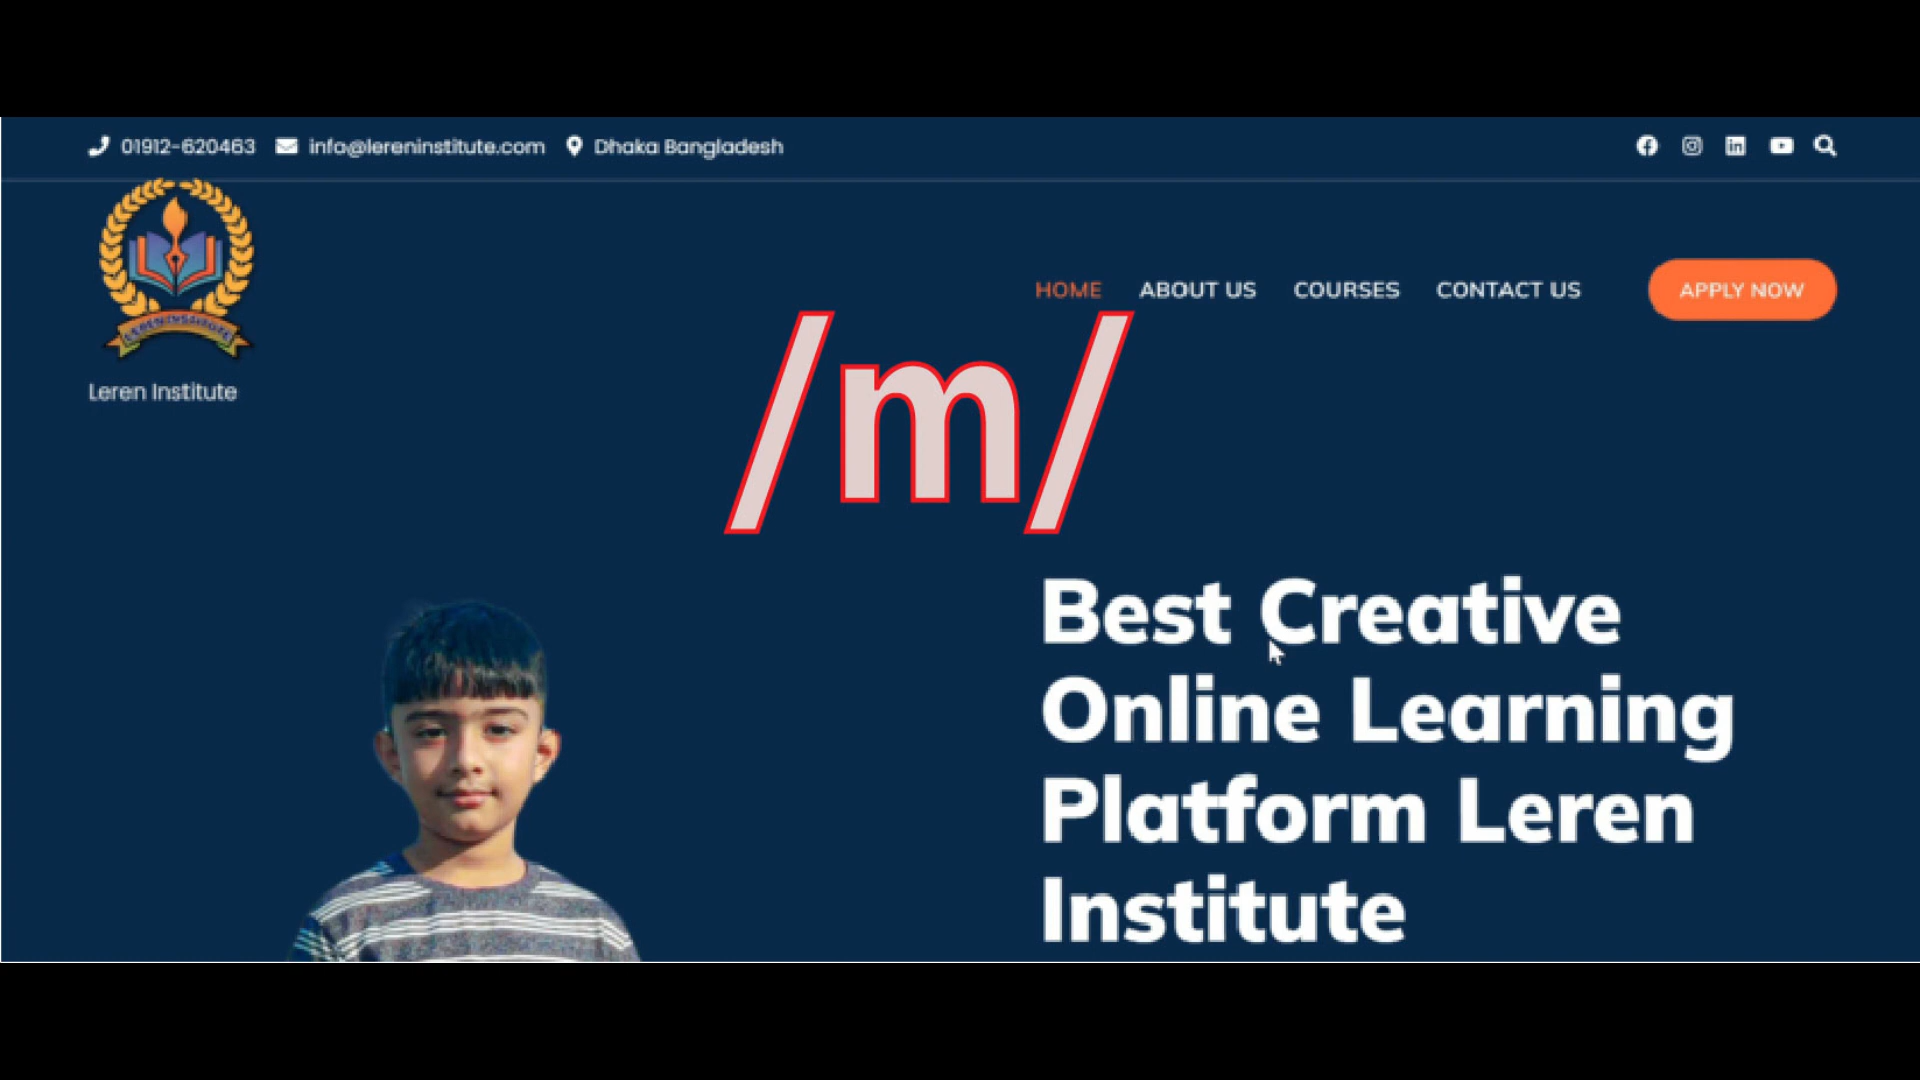 01912-620463 info@lereninstitute.com Dhaka Bangladesh
Leren Institute
HOME ABOUT US COURSES CONTACT US APPLY NOW
/m/
Best Creative
Online Learning
Platform Leren
Institute